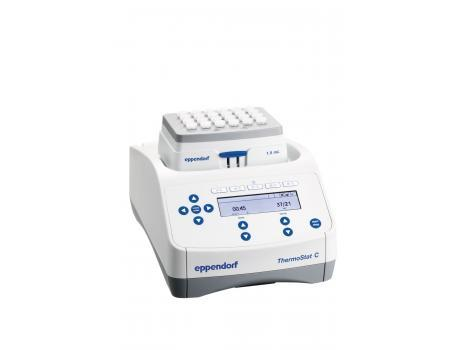 eppendorf
1.5 mL
00:45
37/21
eppendorf
ThermoStat C